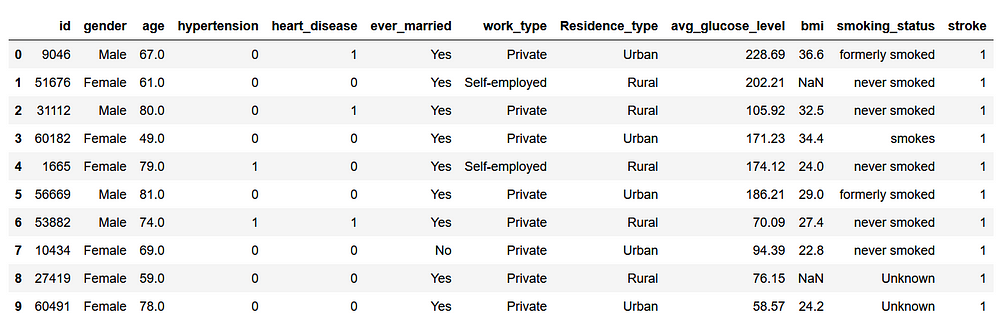 id gender age hypertension heart_disease ever_married work_type Residence_type avg_glucose_level bmi smoking_status stroke
0 9046 Male 67.0 0 1 Yes Private Urban 228.69 36.6 formerly smoked 1
1 51676 Female 61.0 0 0 Yes Self-employed Rural 202.21 NaN never smoked 1
2 31112 Male 80.0 0 1 Yes Private Rural 105.92 32.5 never smoked 1
3 60182 Female 49.0 0 0 Yes Private Urban 171.23 34.4 smokes 1
4 1665 Female 79.0 1 0 Yes Self-employed Rural 174.12 24.0 never smoked 1
5 56669 Male 81.0 0 0 Yes Private Urban 186.21 29.0 formerly smoked 1
6 53882 Male 74.0 1 1 Yes Private Rural 70.09 27.4 never smoked 1
7 10434 Female 69.0 0 0 No Private Urban 94.39 22.8 never smoked 1
8 27419 Female 59.0 0 0 Yes Private Rural 76.15 NaN Unknown 1
9 60491 Female 78.0 0 0 Yes Private Urban 58.57 24.2 Unknown 1